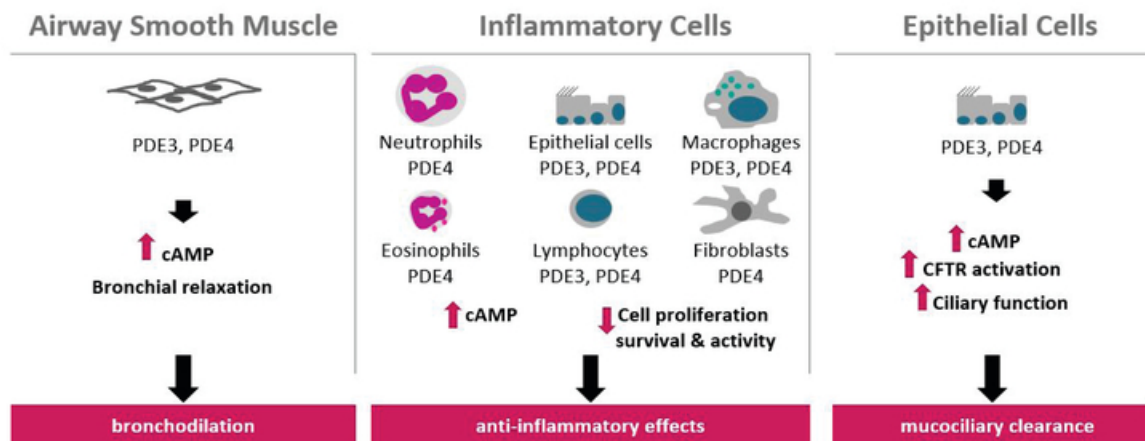 Airway Smooth Muscle
PDE3, PDE4
cAMP
Bronchial relaxation
bronchodilation
Inflammatory Cells
Neutrophils
PDE4
Epithelial cells
PDE3, PDE4
Macrophages
PDE3, PDE4
Eosinophils
PDE4
Lymphocytes
PDE3, PDE4
Fibroblasts
PDE4
cAMP
Cell proliferation
survival & activity
anti-inflammatory effects
Epithelial Cells
PDE3, PDE4
cAMP
CFTR activation
Ciliary function
mucociliary clearance